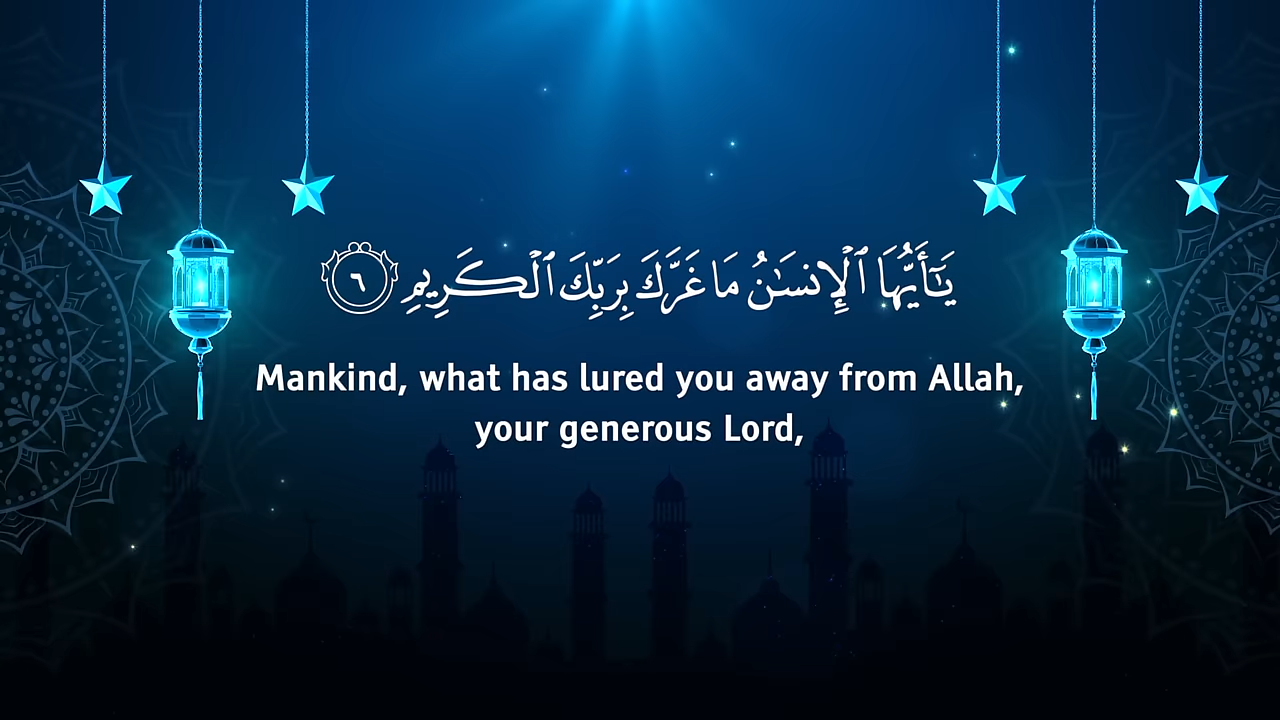 يَـٰٓأَيُّهَا ٱلْإِنسَـٰنُ مَا غَرَّكَ بِرَبِّكَ ٱلْكَرِيمِ ٦
Mankind, what has lured you away from Allah,
your generous Lord,